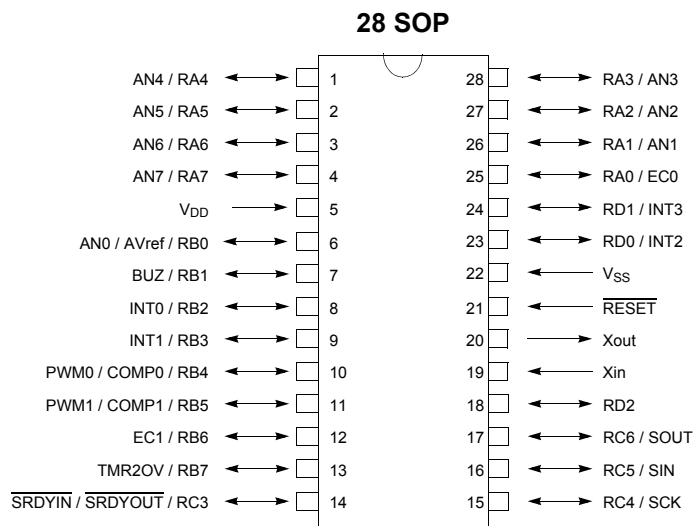 28 SOP
AN4 / RA4 1 28 RA3 / AN3
AN5 / RA5 2 27 RA2 / AN2
AN6 / RA6 3 26 RA1 / AN1
AN7 / RA7 4 25 RA0 / EC0
VDD 5 24 RD1 / INT3
AN0 / AVref / RB0 6 23 RD0 / INT2
BUZ / RB1 7 22 VSS
INT0 / RB2 8 21 RESET
INT1 / RB3 9 20 Xout
PWM0 / COMP0 / RB4 10 19 Xin
PWM1 / COMP1 / RB5 11 18 RD2
EC1 / RB6 12 17 RC6 / SOUT
TMR2OV / RB7 13 16 RC5 / SIN
SRDYIN / SRDYOUT / RC3 14 15 RC4 / SCK